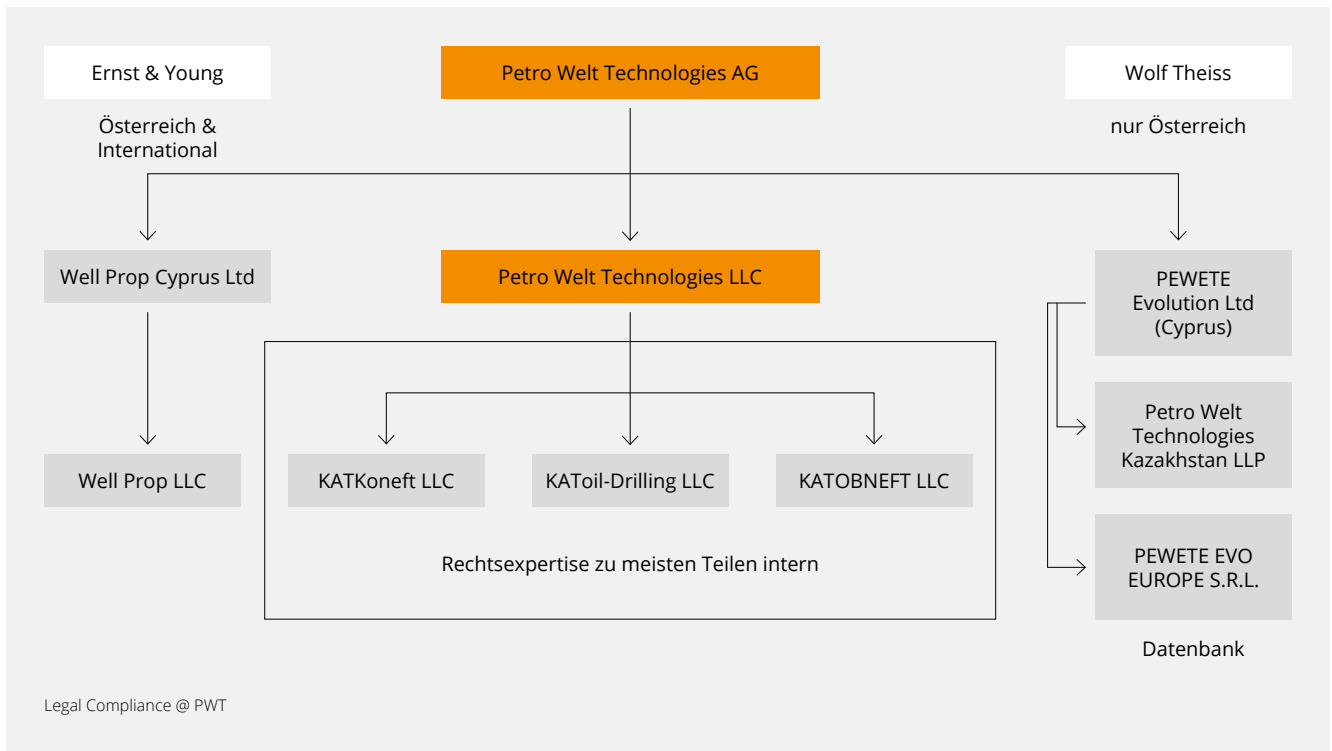 Ernst & Young
Petro Welt Technologies AG
Wolf Theiss
Österreich &
International
nur Österreich
Well Prop Cyprus Ltd
Petro Welt Technologies LLC
PEWETE
Evolution Ltd
(Cyprus)
Petro Welt
Technologies
Kazakhstan LLP
Well Prop LLC
KATKoneft LLC
KAToil-Drilling LLC
KATOBNEFT LLC
Rechtsexpertise zu meisten Teilen intern
PEWETE EVO
EUROPE S.R.L.
Datenbank
Legal Compliance @ PWT